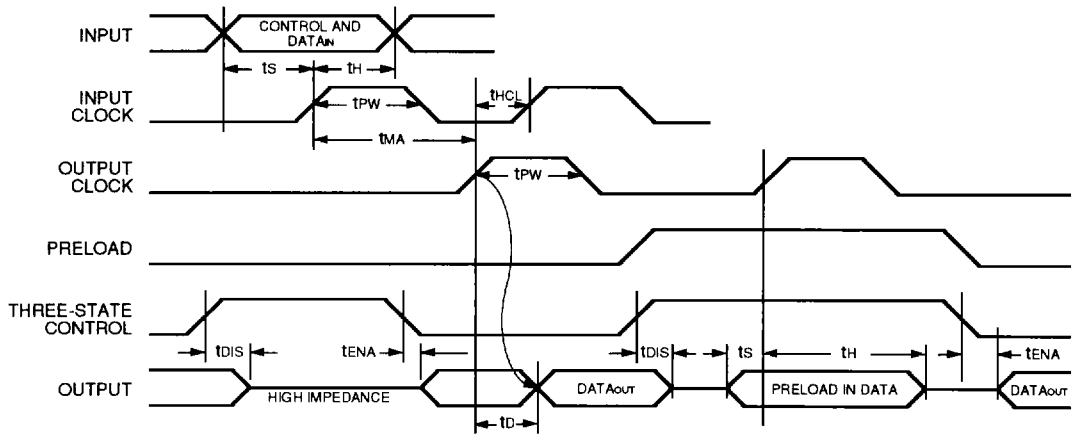 INPUT
CONTROL AND
DATAIN
tS
tH
INPUT
CLOCK
tPW
tHCL
tMA
OUTPUT
CLOCK
tPW
PRELOAD
THREE-STATE
CONTROL
tDIS
tENA
tDIS
tS
tH
tENA
OUTPUT
HIGH IMPEDANCE
DATAOUT
PRELOAD IN DATA
DATAOUT
tD